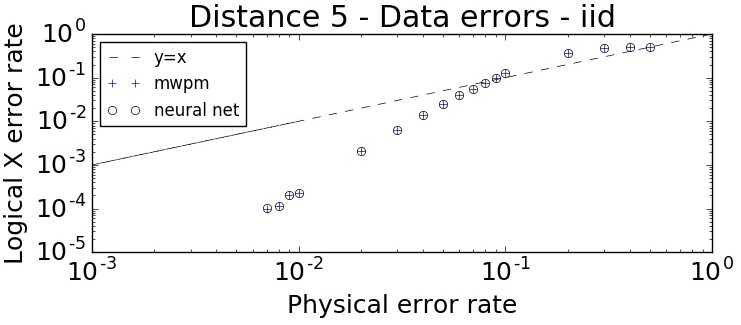 Distance 5 - Data errors - iid
Logical X error rate
10^0
10^-1
10^-2
10^-3
10^-4
10^-5
y=x
mwpm
neural net
10^-3 10^-2 10^-1 10^0
Physical error rate